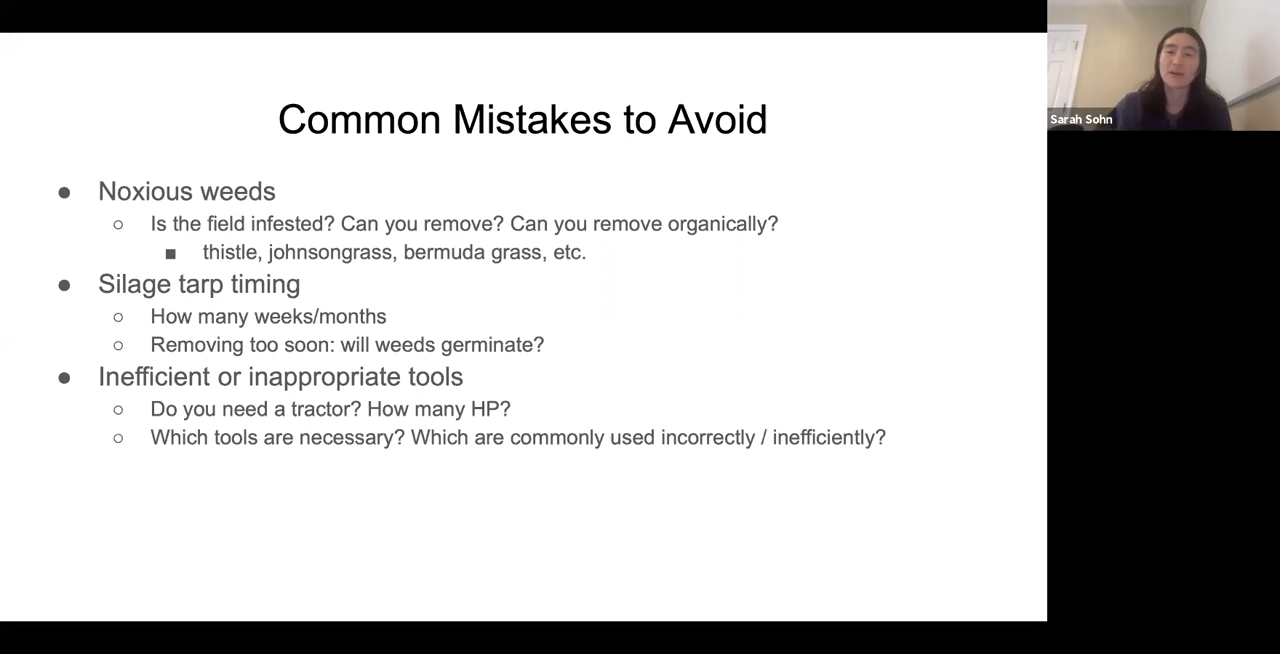 Common Mistakes to Avoid
● Noxious weeds
○ Is the field infested? Can you remove? Can you remove organically?
■ thistle, johnsongrass, bermuda grass, etc.
● Silage tarp timing
○ How many weeks/months
○ Removing too soon: will weeds germinate?
● Inefficient or inappropriate tools
○ Do you need a tractor? How many HP?
○ Which tools are necessary? Which are commonly used incorrectly / inefficiently?
Sarah Sohn